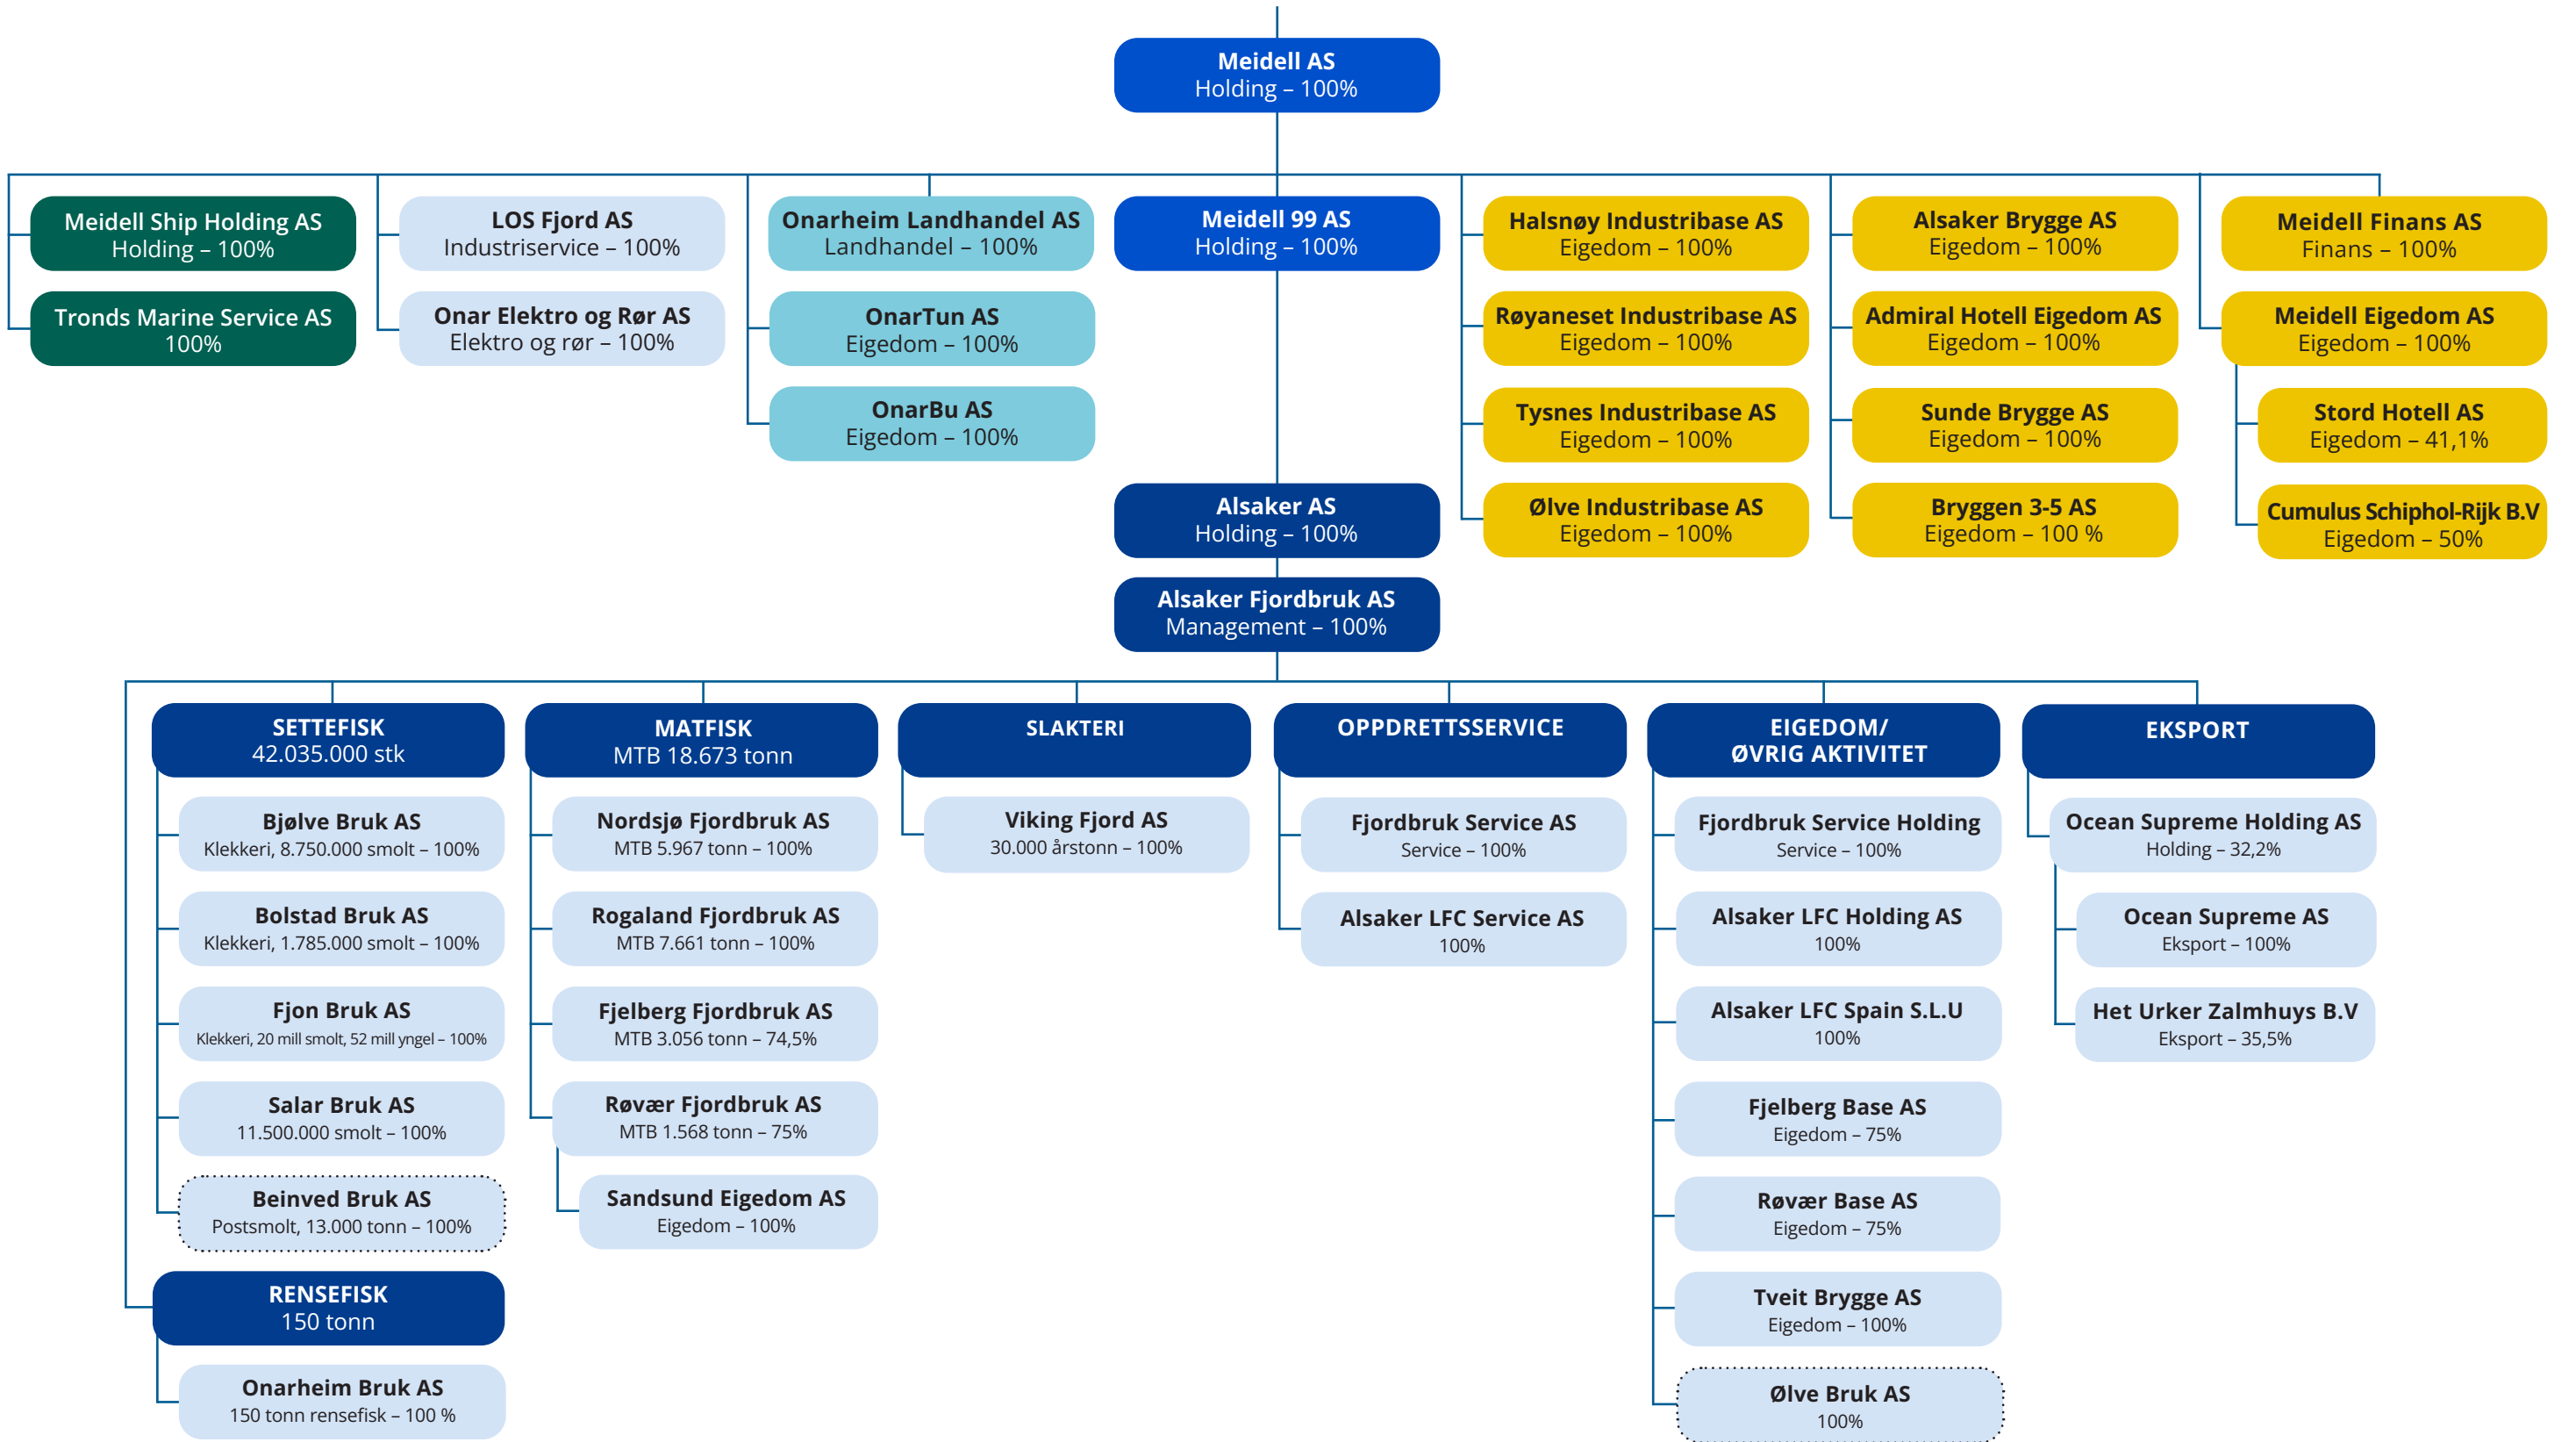 Meidell AS
Holding – 100%
Meidell Ship Holding AS
Holding – 100%
Tronds Marine Service AS
100%
LOS Fjord AS
Industriservice – 100%
Onar Elektro og Rør AS
Elektro og rør – 100%
Onarheim Landhandel AS
Landhandel – 100%
OnarTun AS
Eigedom – 100%
OnarBu AS
Eigedom – 100%
Meidell 99 AS
Holding – 100%
Halsnøy Industribase AS
Eigedom – 100%
Røyaneset Industribase AS
Eigedom – 100%
Tysnes Industribase AS
Eigedom – 100%
Ølve Industribase AS
Eigedom – 100%
Alsaker Brygge AS
Eigedom – 100%
Admiral Hotell Eigedom AS
Eigedom – 100%
Sunde Brygge AS
Eigedom – 100%
Bryggen 3-5 AS
Eigedom – 100 %
Meidell Finans AS
Finans – 100%
Meidell Eigedom AS
Eigedom – 100%
Stord Hotell AS
Eigedom – 41,1%
Cumulus Schiphol-Rijk B.V
Eigedom – 50%
Alsaker AS
Holding – 100%
Alsaker Fjordbruk AS
Management – 100%
SETTEFISK
42.035.000 stk
Bjølve Bruk AS
Klekkeri, 8.750.000 smolt – 100%
Bolstad Bruk AS
Klekkeri, 1.785.000 smolt – 100%
Fjon Bruk AS
Klekkeri, 20 mill smolt, 52 mill yngel – 100%
Salar Bruk AS
11.500.000 smolt – 100%
Beinved Bruk AS
Postsmolt, 13.000 tonn – 100%
RENSEFISK
150 tonn
Onarheim Bruk AS
150 tonn rensefisk – 100 %
MATFISK
MTB 18.673 tonn
Nordsjø Fjordbruk AS
MTB 5.967 tonn – 100%
Rogaland Fjordbruk AS
MTB 7.661 tonn – 100%
Fjelberg Fjordbruk AS
MTB 3.056 tonn – 74,5%
Røvær Fjordbruk AS
MTB 1.568 tonn – 75%
Sandsund Eigedom AS
Eigedom – 100%
SLAKTERI
Viking Fjord AS
30.000 årstonn – 100%
OPPDRETTSSERVICE
Fjordbruk Service AS
Service – 100%
Alsaker LFC Service AS
100%
EIGEDOM/
ØVRIG AKTIVITET
Fjordbruk Service Holding
Service – 100%
Alsaker LFC Holding AS
100%
Alsaker LFC Spain S.L.U
100%
Fjelberg Base AS
Eigedom – 75%
Røvær Base AS
Eigedom – 75%
Tveit Brygge AS
Eigedom – 100%
Ølve Bruk AS
100%
EKSPORT
Ocean Supreme Holding AS
Holding – 32,2%
Ocean Supreme AS
Eksport – 100%
Het Urker Zalmhuys B.V
Eksport – 35,5%